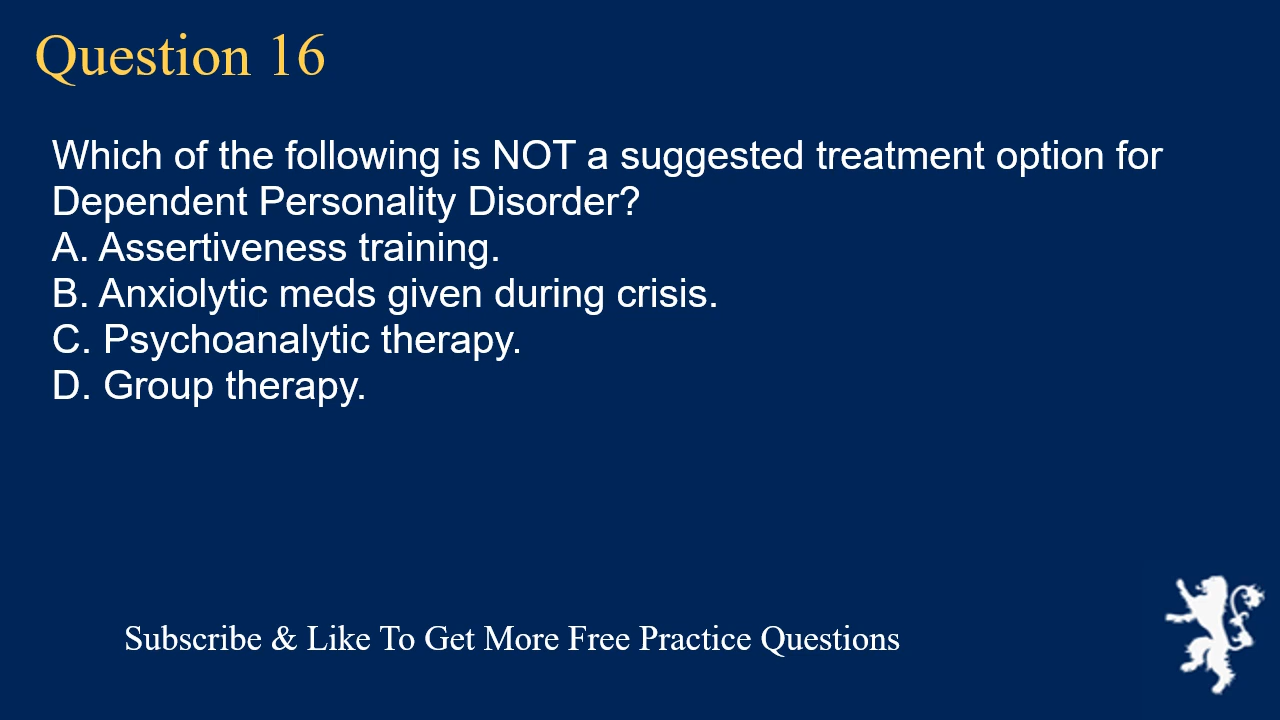 Question 16
Which of the following is NOT a suggested treatment option for
Dependent Personality Disorder?
A. Assertiveness training.
B. Anxiolytic meds given during crisis.
C. Psychoanalytic therapy.
D. Group therapy.
Subscribe & Like To Get More Free Practice Questions